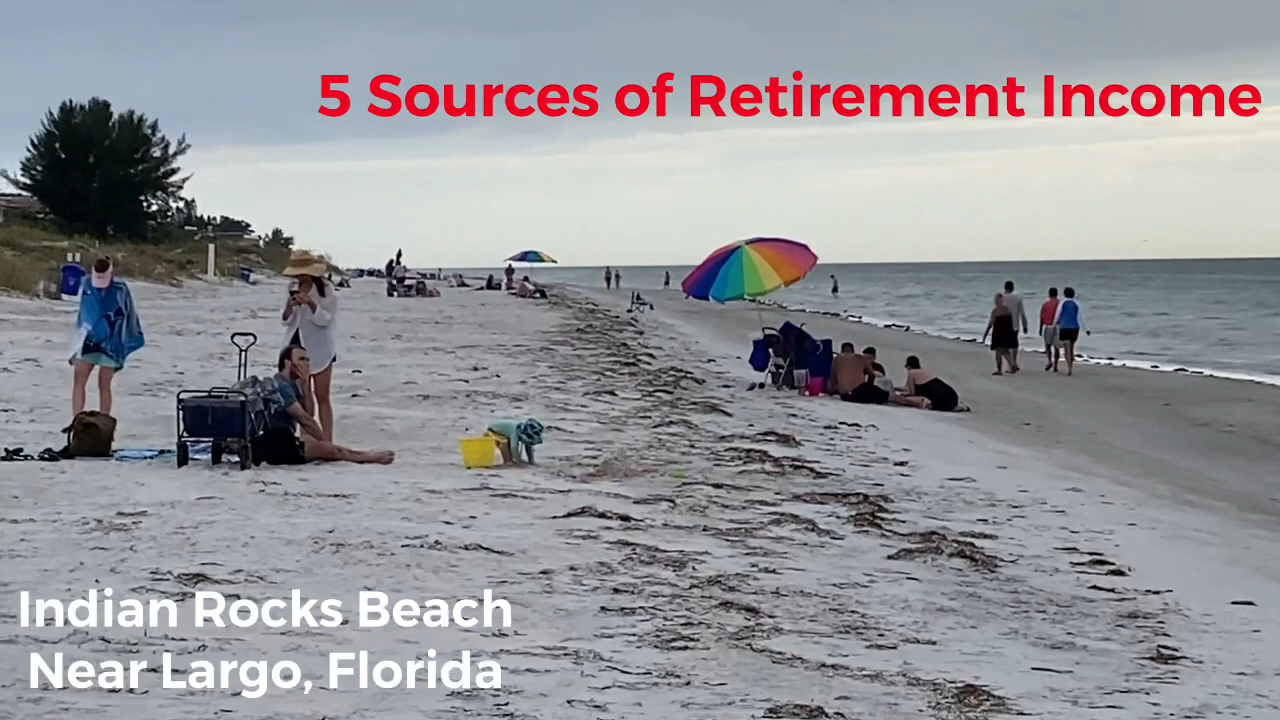 5 Sources of Retirement Income
Indian Rocks Beach
Near Largo, Florida